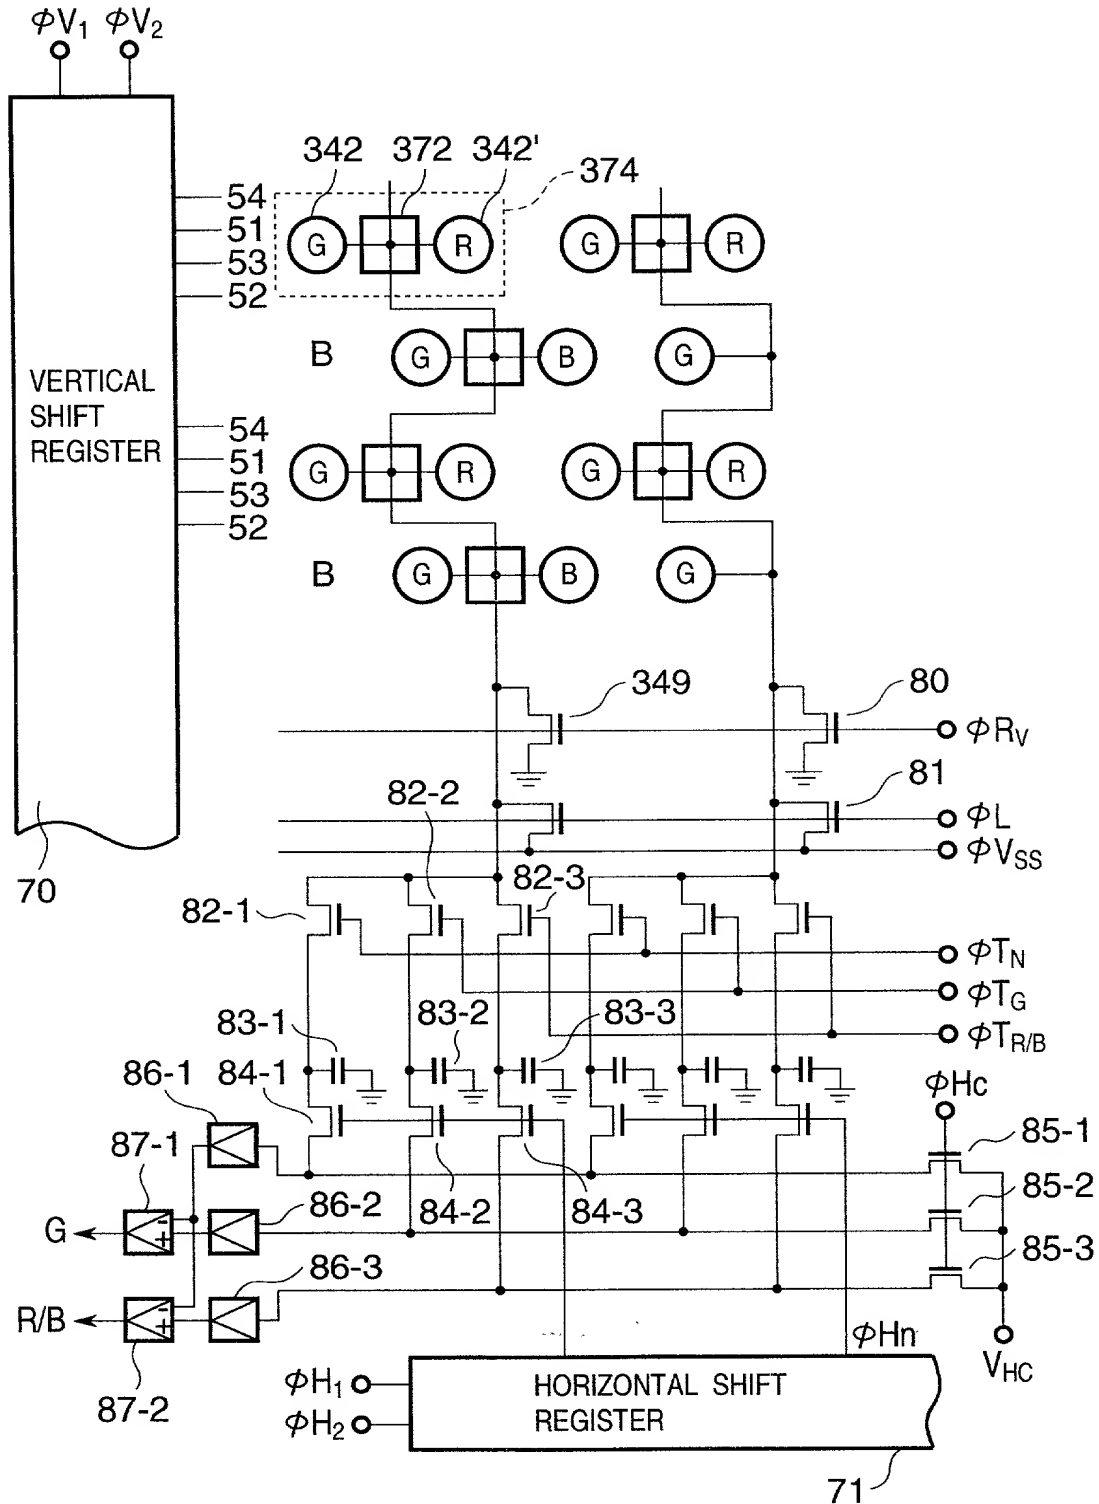 ϕV1 ϕV2
342 372 342' 374
54
51
53
52
G R G R
B G B G
VERTICAL
SHIFT
REGISTER
54
51
53
52
G R G R
B G B G
349 80
ϕRV
81
82-2
ϕL
ϕVSS
70
82-3
82-1
ϕTN
ϕTG
83-1 83-2 83-3
ϕTR/B
86-1 84-1
ϕHc
87-1
85-1
86-2 84-2 84-3
85-2
G
- +
86-3
85-3
R/B
- +
ϕHn
VHC
87-2
ϕH1
ϕH2
HORIZONTAL SHIFT
REGISTER
71